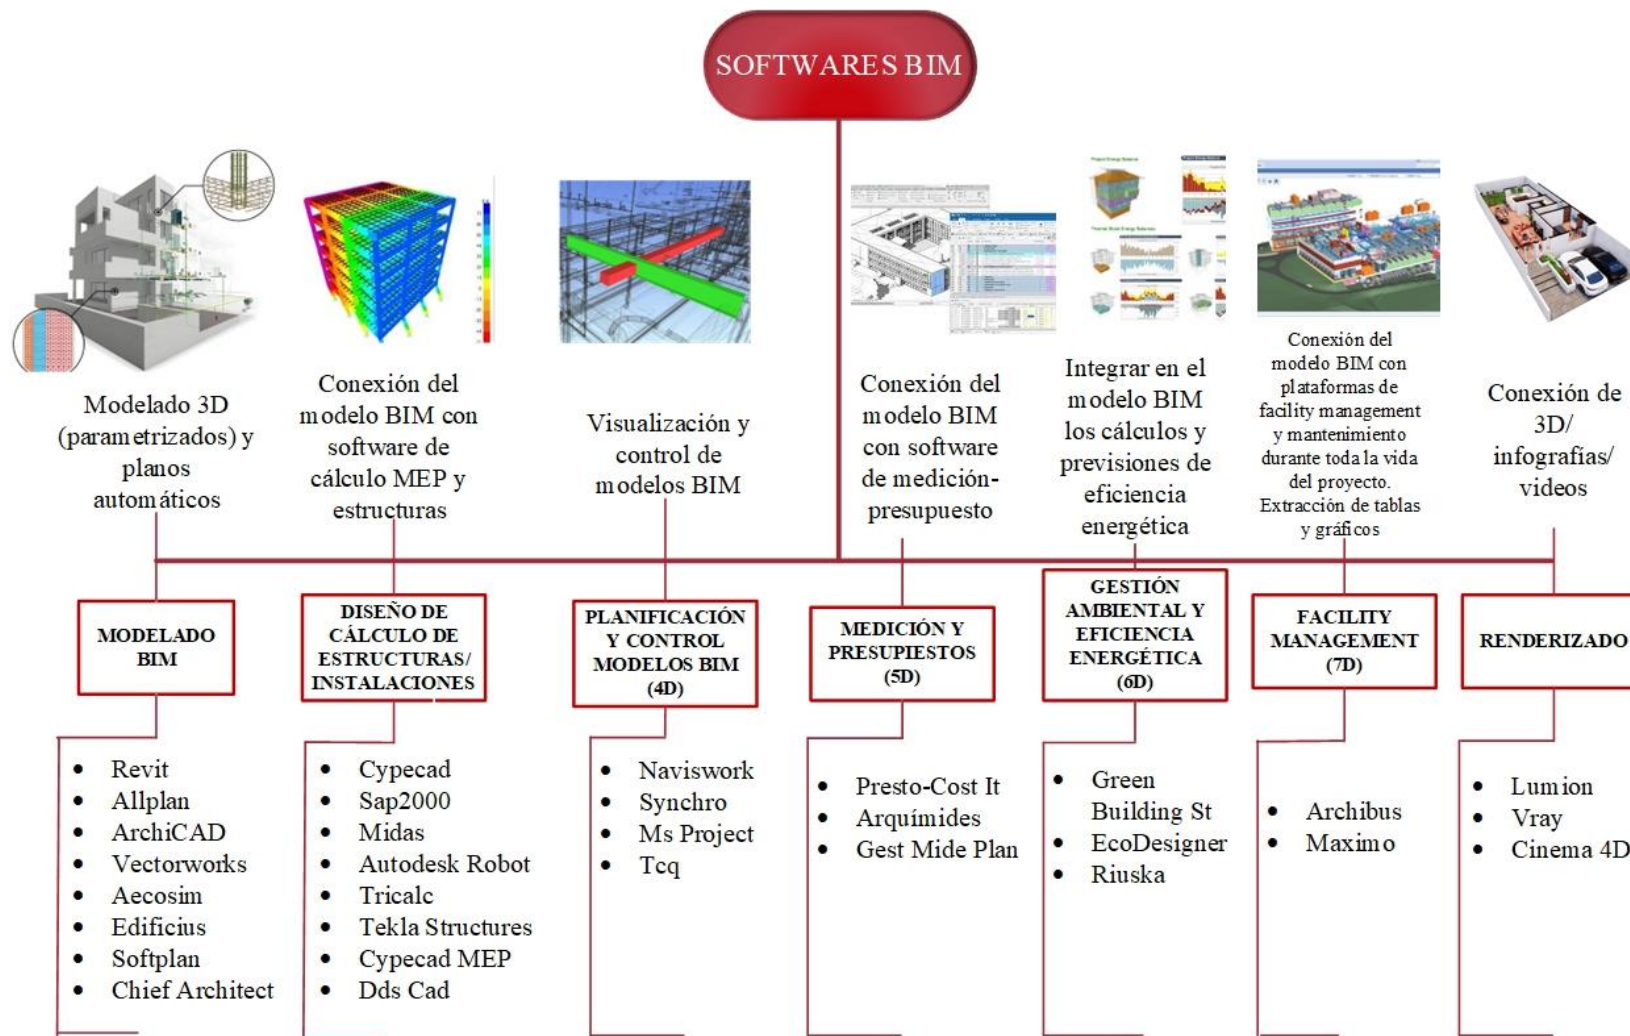 SOFTWARES BIM
Modelado 3D
(parametrizados) y
planos
automáticos
Conexión del
modelo BIM con
software de
cálculo MEP y
estructuras
Visualización y
control de
modelos BIM
Conexión del
modelo BIM
con software
de medición-
presupuesto
Project Energy Balance
Integrar en el
modelo BIM
los cálculos y
previsiones de
eficiencia
energética
Conexión del
modelo BIM con
plataformas de
facility management
y mantenimiento
durante toda la vida
del proyecto.
Extracción de tablas
y gráficos
Conexión de
3D/
infografías/
videos
MODELADO
BIM
DISEÑO DE
CÁLCULO DE
ESTRUCTURAS/
INSTALACIONES
PLANIFICACIÓN
Y CONTROL
MODELOS BIM
(4D)
MEDICIÓN Y
PRESUPIESTOS
(5D)
GESTIÓN
AMBIENTAL Y
EFICIENCIA
ENERGÉTICA
(6D)
FACILITY
MANAGEMENT
(7D)
RENDERIZADO
• Revit
• Allplan
• ArchiCAD
• Vectorworks
• Aecosim
• Edificius
• Softplan
• Chief Architect
• Cypecad
• Sap2000
• Midas
• Autodesk Robot
• Tricalc
• Tekla Structures
• Cypecad MEP
• Dds Cad
• Naviswork
• Synchro
• Ms Project
• Tcq
• Presto-Cost It
• Arquímides
• Gest Mide Plan
• Green
Building St
• EcoDesigner
• Riuska
• Archibus
• Maximo
• Lumion
• Vray
• Cinema 4D